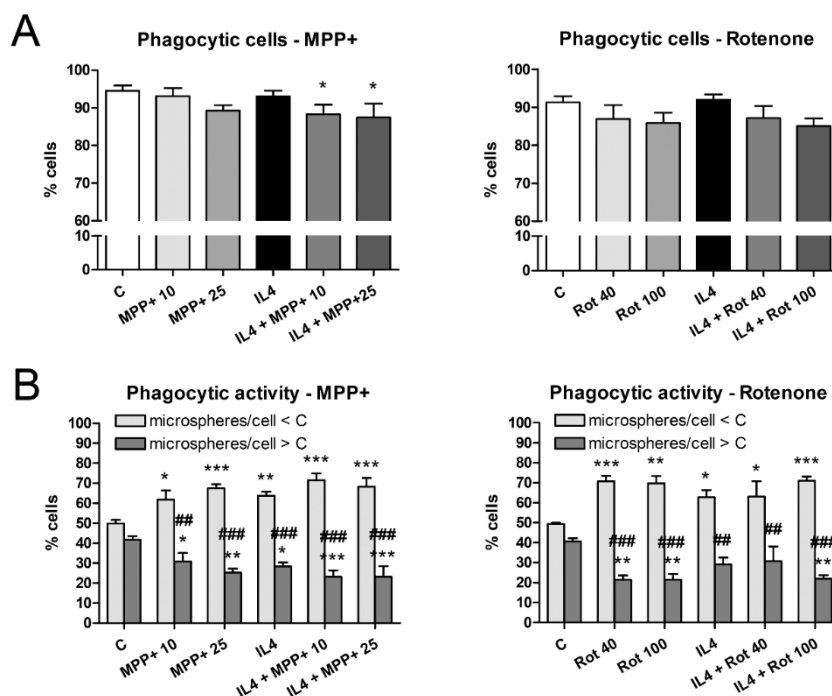 A
Phagocytic cells - MPP+
% cells
100
90
80
70
60
10
0
* *
C
MPP+ 10
MPP+ 25
IL4
IL4 + MPP+ 10
IL4 + MPP+25
Phagocytic cells - Rotenone
% cells
100
90
80
70
60
10
0
C
Rot 40
Rot 100
IL4
IL4 + Rot 40
IL4 + Rot 100
B
Phagocytic activity - MPP+
microspheres/cell < C
microspheres/cell > C
% cells
100
90
80
70
60
50
40
30
20
10
0
* *** ** *** ***
## ### ### ### ###
* ** * *** ***
C
MPP+ 10
MPP+ 25
IL4
IL4 + MPP+ 10
IL4 + MPP+ 25
Phagocytic activity - Rotenone
microspheres/cell < C
microspheres/cell > C
% cells
100
90
80
70
60
50
40
30
20
10
0
*** ** * * ***
### ### ## ## ###
** ** **
C
Rot 40
Rot 100
IL4
IL4 + Rot 40
IL4 + Rot 100